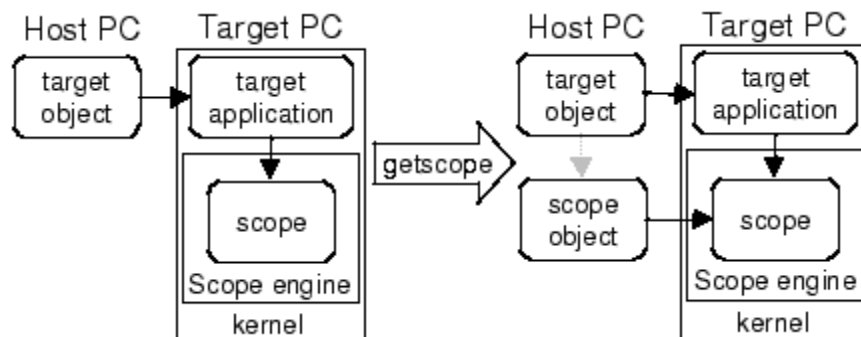 Host PC
Target PC
target
object
target
application
scope
Scope engine
kernel
getscope
Host PC
Target PC
target
object
target
application
scope
object
scope
Scope engine
kernel